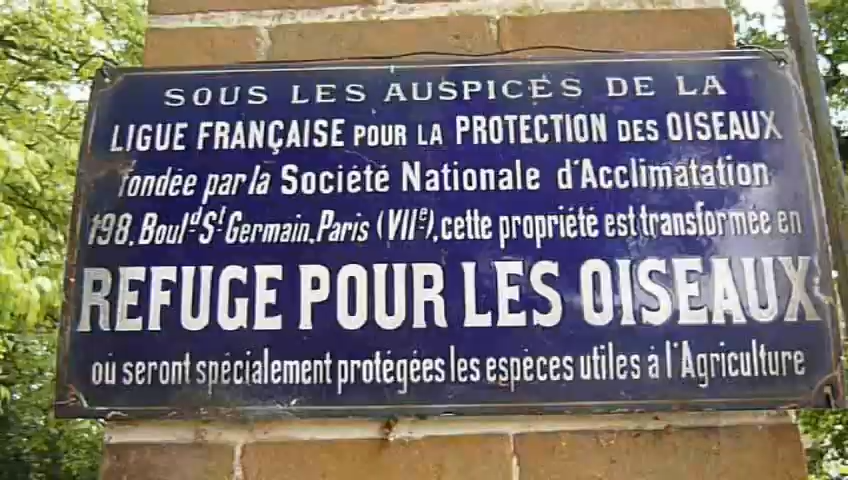 SOUS LES AUSPICES DE LA
LIGUE FRANÇAISE POUR LA PROTECTION DES OISEAUX
fondée par la Société Nationale d'Acclimatation
198, Boul.d St Germain, Paris (VIIe), cette propriété est transformée en
REFUGE POUR LES OISEAUX
où seront spécialement protégées les espèces utiles à l'Agriculture